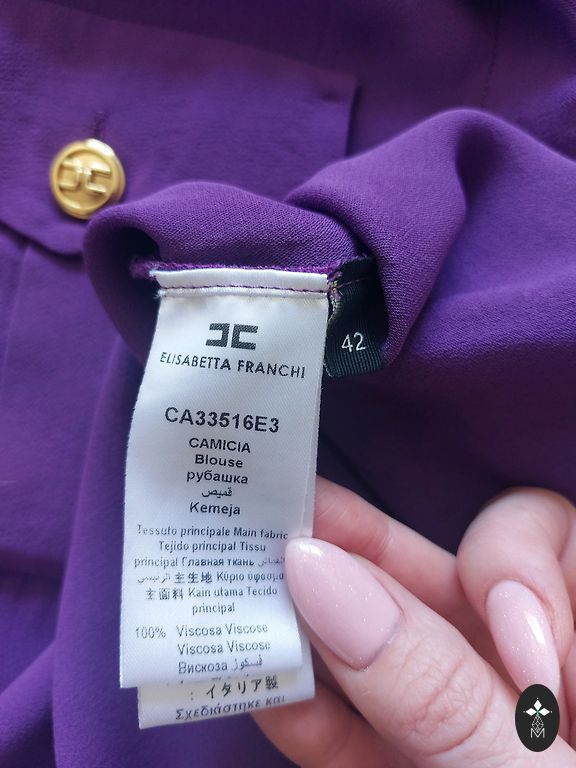 ELISABETTA FRANCHI
42
CA33516E3
CAMICIA
Blouse
рубашка
قميص
Kemeja
Tessuto principale Main fabric
Tejido principal Tissu
principal Главная ткань
الرئيسي 主生地 Κύριο ύφασμα
主面料 Kain utama Tecido
principal
100% Viscosa Viscose
Viscosa Viscose
Вискоза فسكوز
: イタリア製
Σχεδιάστηκε και